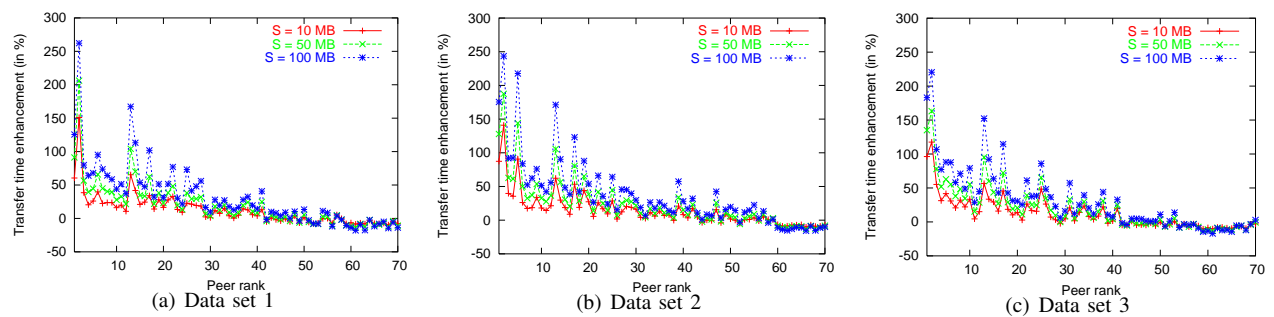 Transfer time enhancement (in %)
300
250
200
150
100
50
0
-50
S = 10 MB
S = 50 MB
S = 100 MB
10 20 30 40 50 60 70
Peer rank
(a) Data set 1
Transfer time enhancement (in %)
300
250
200
150
100
50
0
-50
S = 10 MB
S = 50 MB
S = 100 MB
10 20 30 40 50 60 70
Peer rank
(b) Data set 2
Transfer time enhancement (in %)
300
250
200
150
100
50
0
-50
S = 10 MB
S = 50 MB
S = 100 MB
10 20 30 40 50 60 70
Peer rank
(c) Data set 3